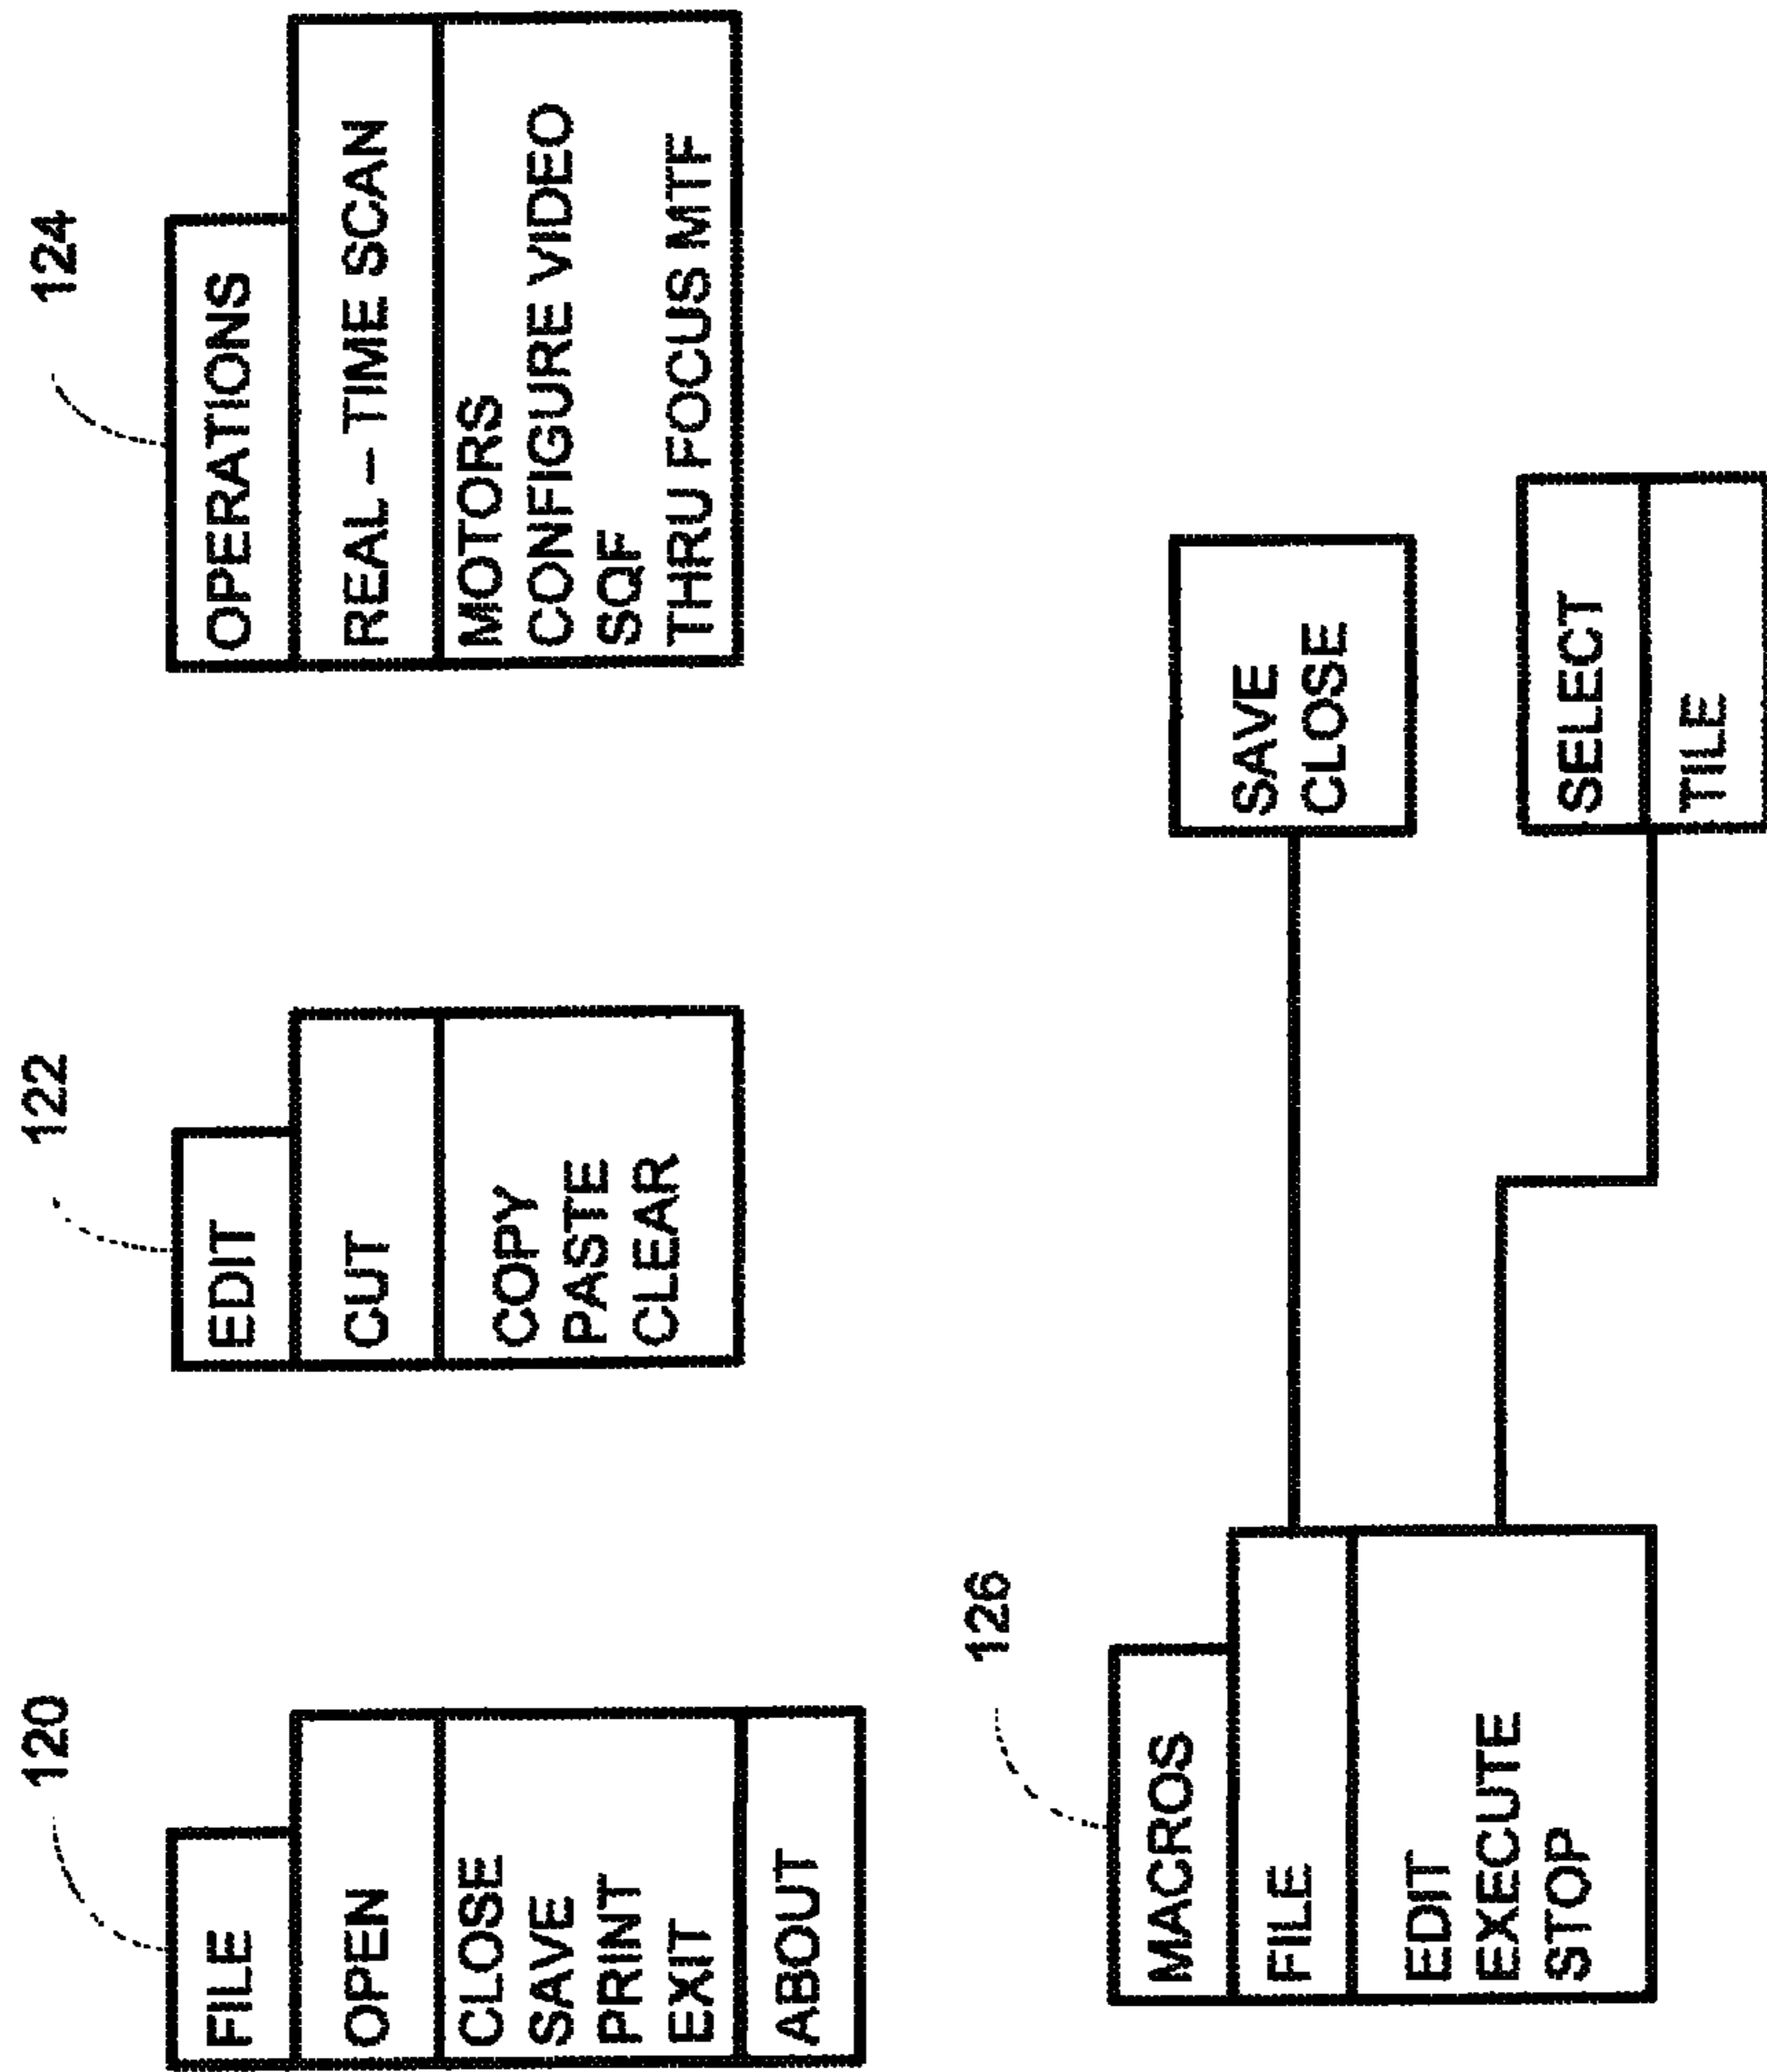 120
FILE
OPEN
CLOSE
SAVE
PRINT
EXIT
ABOUT
122
EDIT
CUT
COPY
PASTE
CLEAR
124
OPERATIONS
REAL – TIME SCAN
MOTORS
CONFIGURE VIDEO
SQF
THRU FOCUS MTF
126
MACROS
FILE
EDIT
EXECUTE
STOP
SAVE
CLOSE
SELECT
TILE